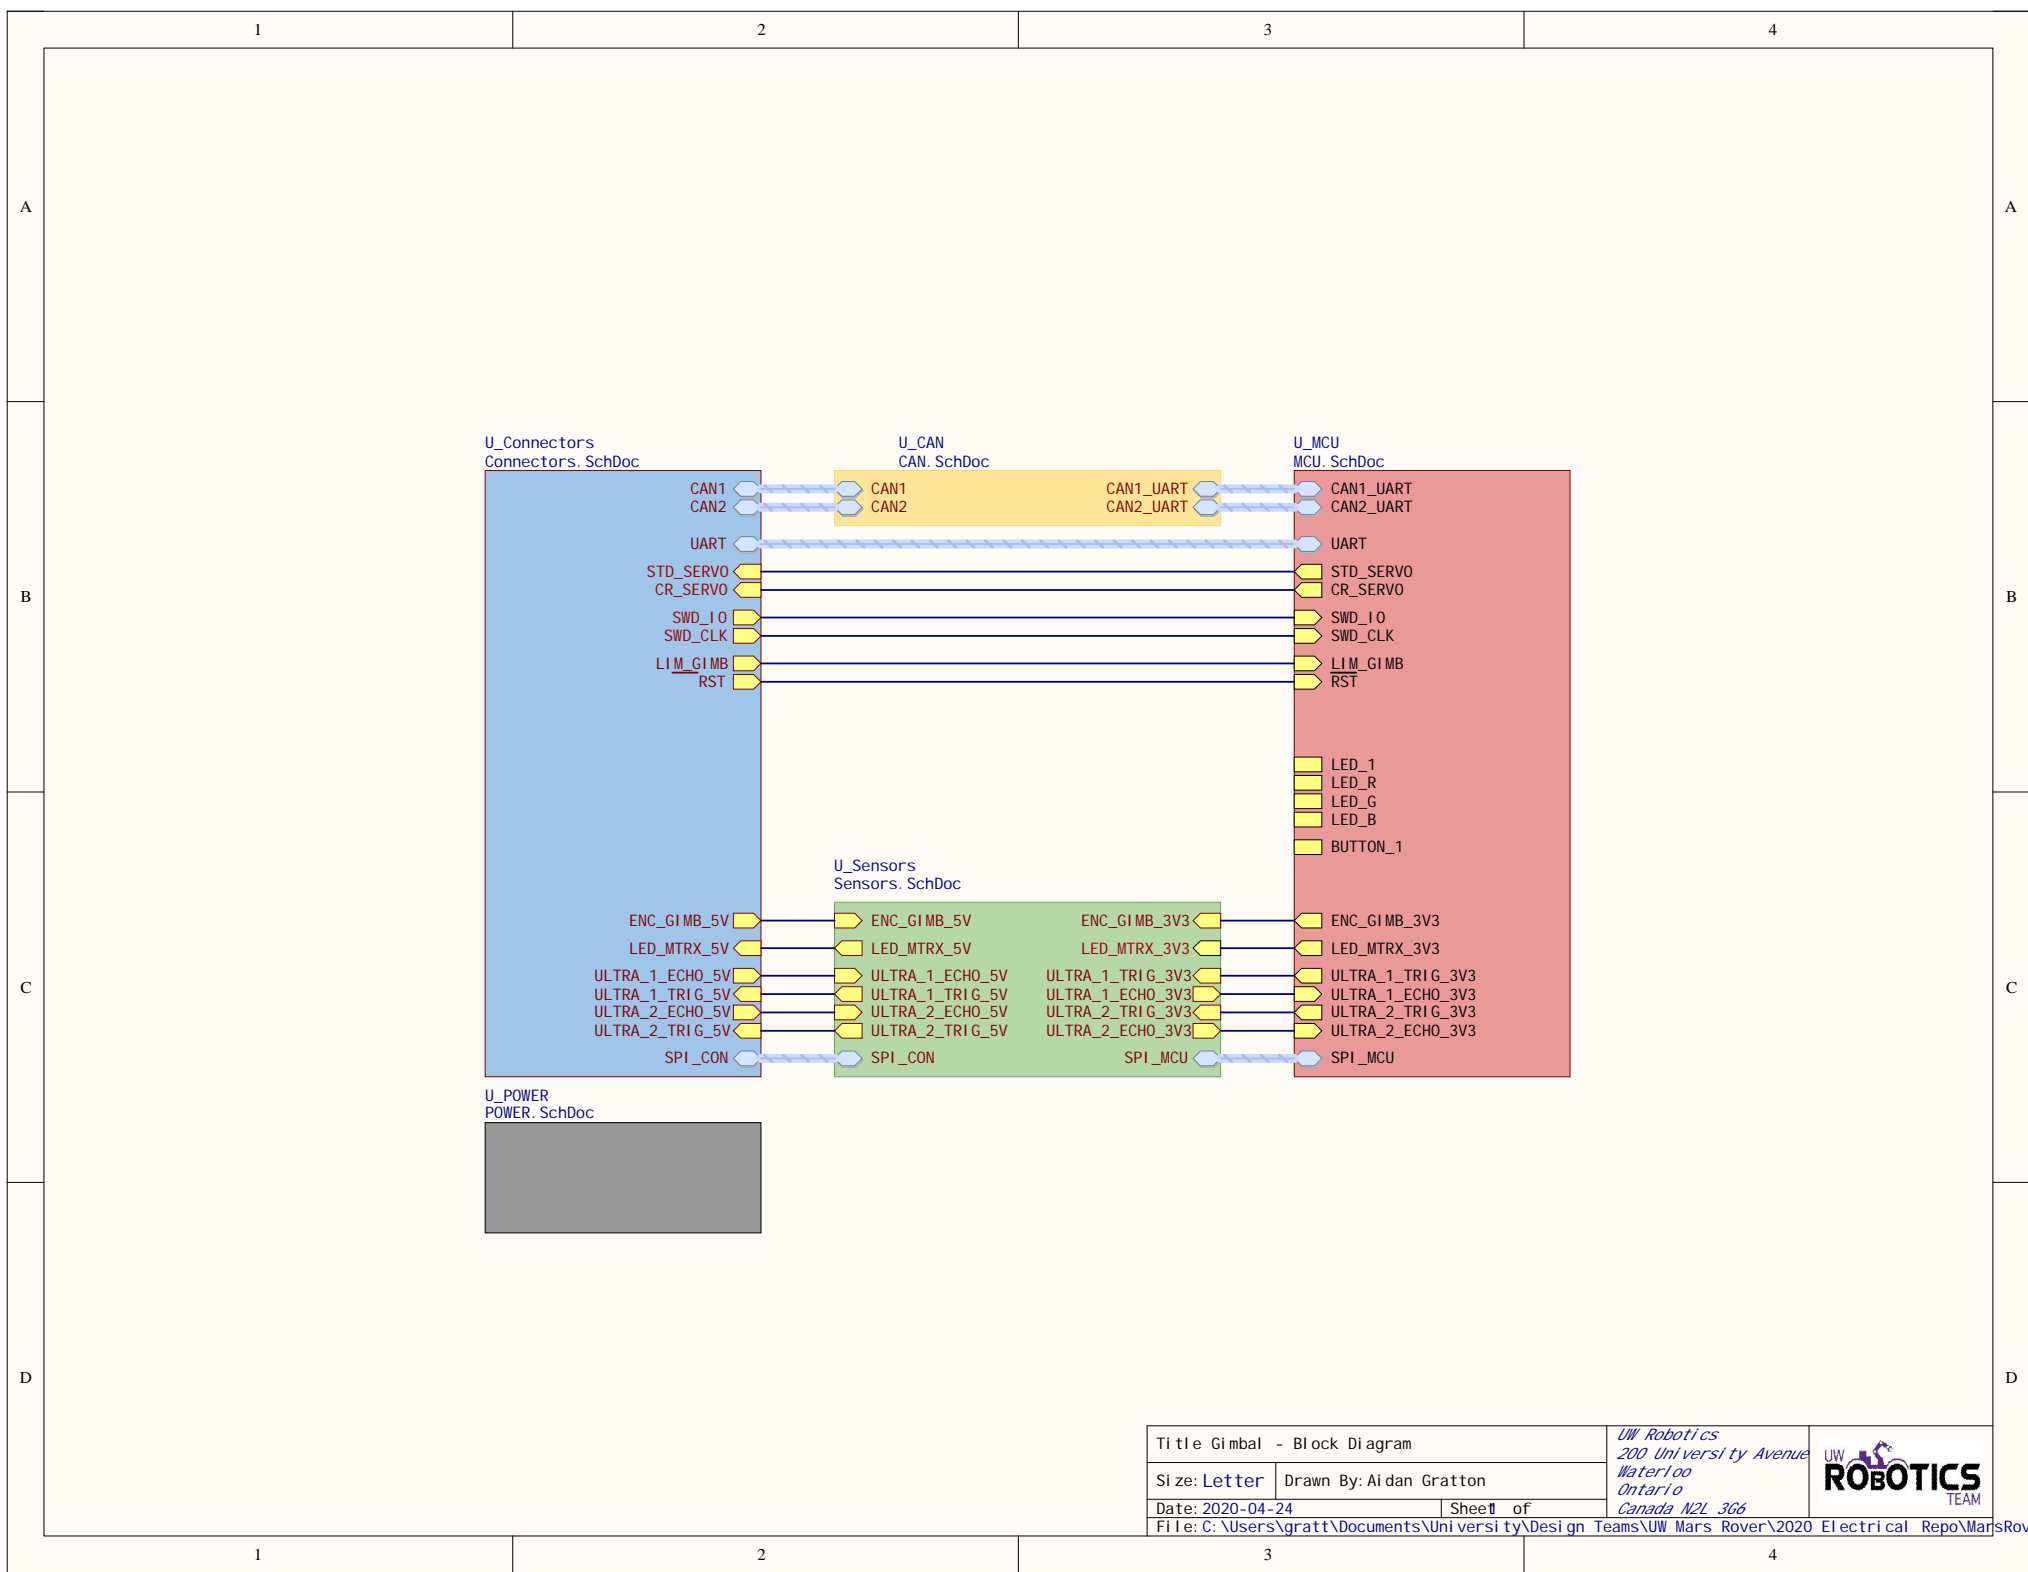 1 2 3 4
A A
B B
C C
D D
U_Connectors
Connectors.SchDoc
CAN1
CAN2
UART
STD_SERVO
CR_SERVO
SWD_IO
SWD_CLK
LIM_GIMB
RST
ENC_GIMB_5V
LED_MTRX_5V
ULTRA_1_ECHO_5V
ULTRA_1_TRIG_5V
ULTRA_2_ECHO_5V
ULTRA_2_TRIG_5V
SPI_CON
U_CAN
CAN.SchDoc
CAN1 CAN1_UART
CAN2 CAN2_UART
U_MCU
MCU.SchDoc
CAN1_UART
CAN2_UART
UART
STD_SERVO
CR_SERVO
SWD_IO
SWD_CLK
LIM_GIMB
RST
LED_1
LED_R
LED_G
LED_B
BUTTON_1
ENC_GIMB_3V3
LED_MTRX_3V3
ULTRA_1_TRIG_3V3
ULTRA_1_ECHO_3V3
ULTRA_2_TRIG_3V3
ULTRA_2_ECHO_3V3
SPI_MCU
U_Sensors
Sensors.SchDoc
ENC_GIMB_5V ENC_GIMB_3V3
LED_MTRX_5V LED_MTRX_3V3
ULTRA_1_ECHO_5V ULTRA_1_TRIG_3V3
ULTRA_1_TRIG_5V ULTRA_1_ECHO_3V3
ULTRA_2_ECHO_5V ULTRA_2_TRIG_3V3
ULTRA_2_TRIG_5V ULTRA_2_ECHO_3V3
SPI_CON SPI_MCU
U_POWER
POWER.SchDoc
Title Gimbal - Block Diagram
Size: Letter Drawn By: Aidan Gratton
Date: 2020-04-24 Sheet 1 of
File: C:\Users\gratt\Documents\University\Design Teams\UW Mars Rover\2020 Electrical Repo\MarsRov
UW Robotics
200 University Avenue
Waterloo
Ontario
Canada N2L 3G6
UW
ROBOTICS
TEAM
1 2 3 4